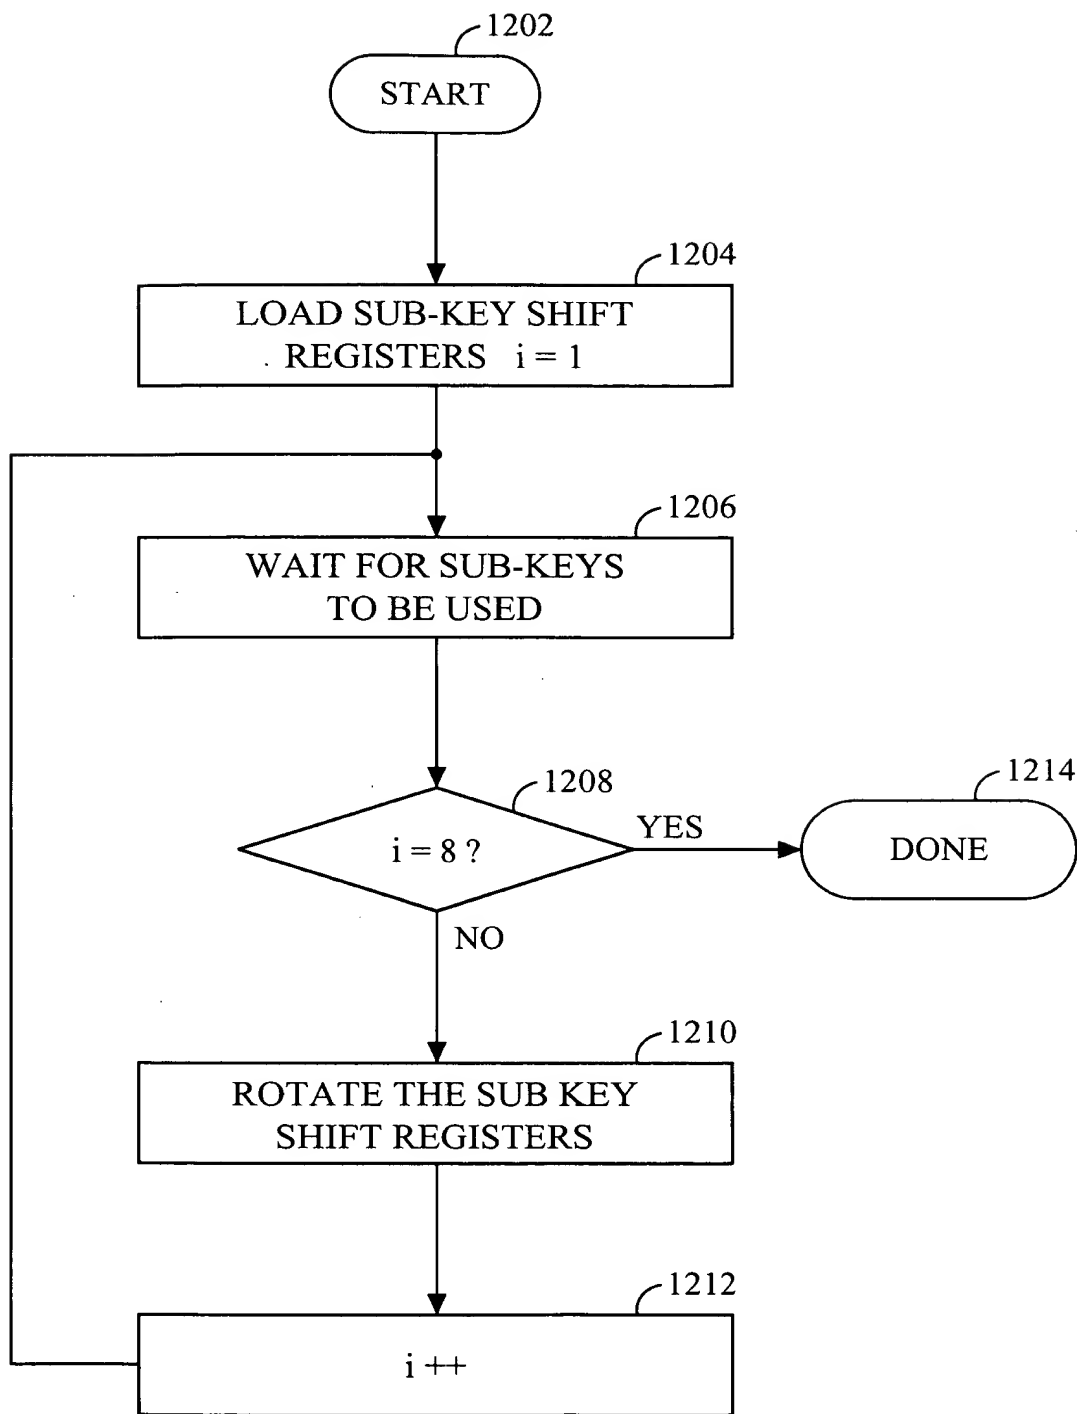 1202
START
1204
LOAD SUB-KEY SHIFT
REGISTERS i = 1
1206
WAIT FOR SUB-KEYS
TO BE USED
1208
i = 8 ?
YES
1214
DONE
NO
1210
ROTATE THE SUB KEY
SHIFT REGISTERS
1212
i ++